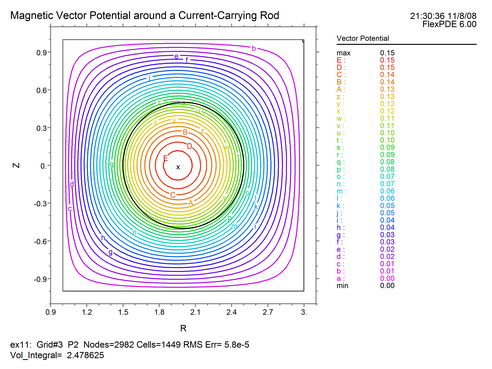 Magnetic Vector Potential around a Current-Carrying Rod
21:30:36 11/8/08
FlexPDE 6.00
Vector Potential
max 0.15
E : 0.15
D : 0.15
C : 0.14
B : 0.14
A : 0.13
z : 0.13
y : 0.12
x : 0.12
w : 0.11
v : 0.11
u : 0.10
t : 0.10
s : 0.09
r : 0.09
q : 0.08
p : 0.08
o : 0.07
n : 0.07
m : 0.06
l : 0.06
k : 0.05
j : 0.05
i : 0.04
h : 0.04
g : 0.03
f : 0.03
e : 0.02
d : 0.02
c : 0.01
b : 0.01
a : 0.00
min 0.00
0.9
0.6
0.3
0.
-0.3
-0.6
-0.9
Z
0.9 1.2 1.5 1.8 2.1 2.4 2.7 3.
R
ex11: Grid#3 P2 Nodes=2982 Cells=1449 RMS Err= 5.8e-5
Vol_Integral= 2.478625